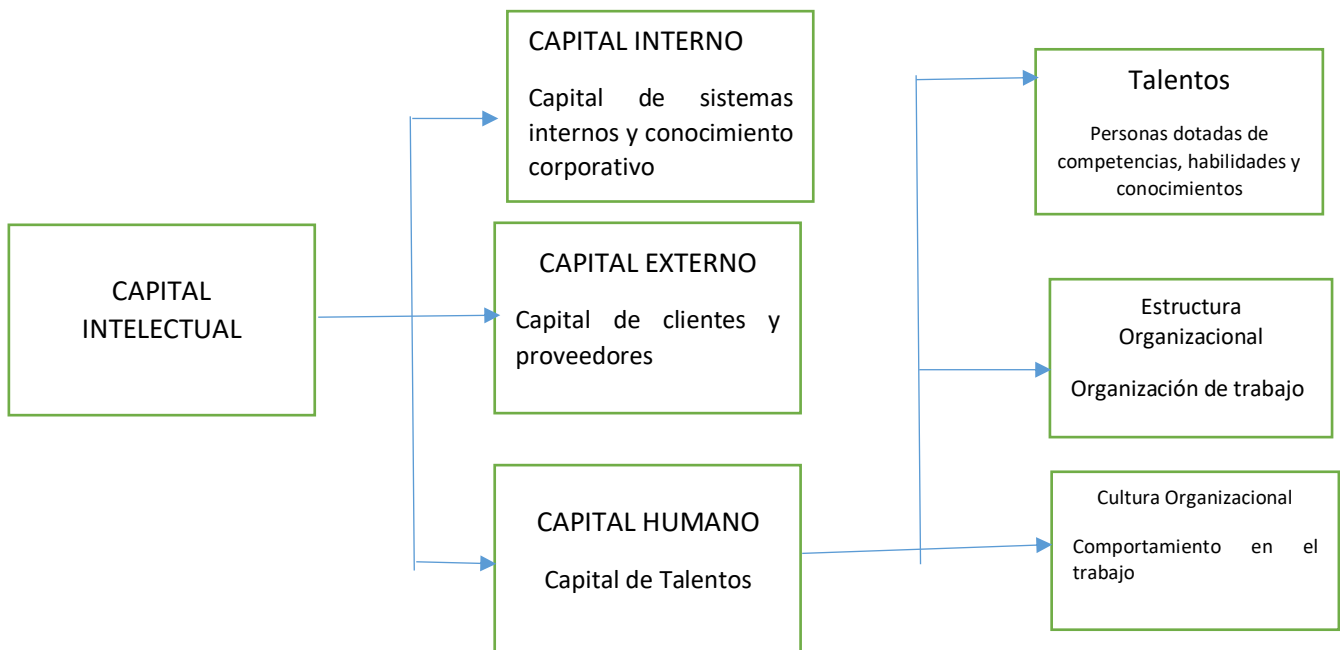 CAPITAL
INTELECTUAL
CAPITAL INTERNO
Capital de sistemas
internos y conocimiento
corporativo
CAPITAL EXTERNO
Capital de clientes y
proveedores
CAPITAL HUMANO
Capital de Talentos
Talentos
Personas dotadas de
competencias, habilidades y
conocimientos
Estructura
Organizacional
Organización de trabajo
Cultura Organizacional
Comportamiento en el
trabajo